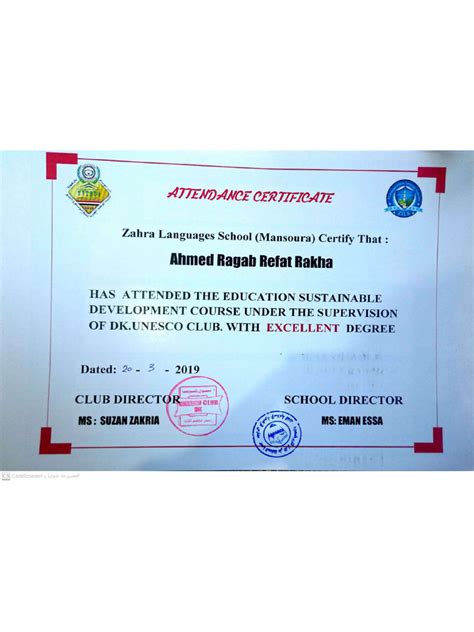 ATTENDANCE CERTIFICATE
Zahra Languages School (Mansoura) Certify That :
Ahmed Ragab Refat Rakha
HAS ATTENDED THE EDUCATION SUSTAINABLE
DEVELOPMENT COURSE UNDER THE SUPERVISION
OF DK.UNESCO CLUB. WITH EXCELLENT DEGREE
Dated: 20 - 3 - 2019
CLUB DIRECTOR
SCHOOL DIRECTOR
MS : SUZAN ZAKRIA
MS: EMAN ESSA
CamScanner